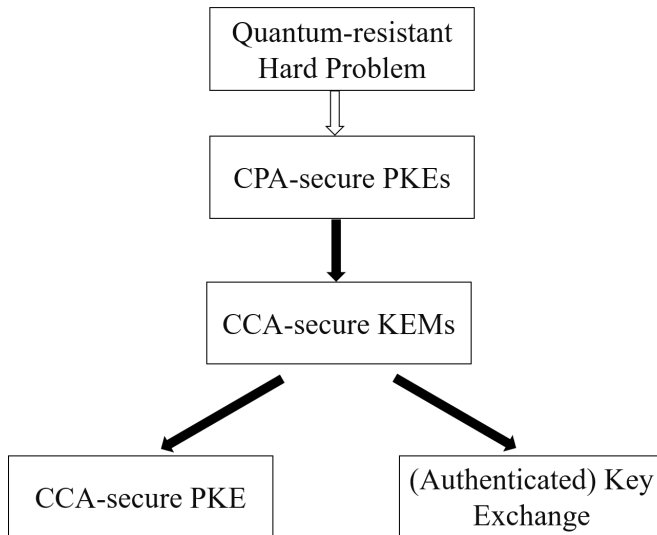 Quantum-resistant
Hard Problem
CPA-secure PKEs
CCA-secure KEMs
CCA-secure PKE
(Authenticated) Key
Exchange